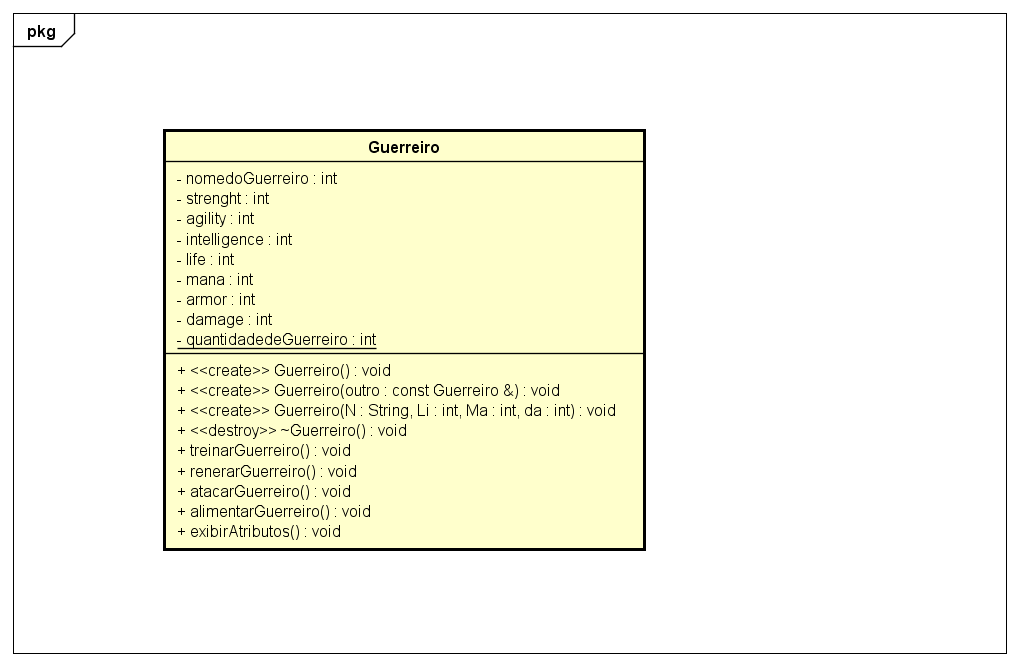 pkg
Guerreiro
- nomedoGuerreiro : int
- strenght : int
- agility : int
- intelligence : int
- life : int
- mana : int
- armor : int
- damage : int
- quantidadedeGuerreiro : int
+ <<create>> Guerreiro() : void
+ <<create>> Guerreiro(outro : const Guerreiro &) : void
+ <<create>> Guerreiro(N : String, Li : int, Ma : int, da : int) : void
+ <<destroy>> ~Guerreiro() : void
+ treinarGuerreiro() : void
+ renerarGuerreiro() : void
+ atacarGuerreiro() : void
+ alimentarGuerreiro() : void
+ exibirAtributos() : void